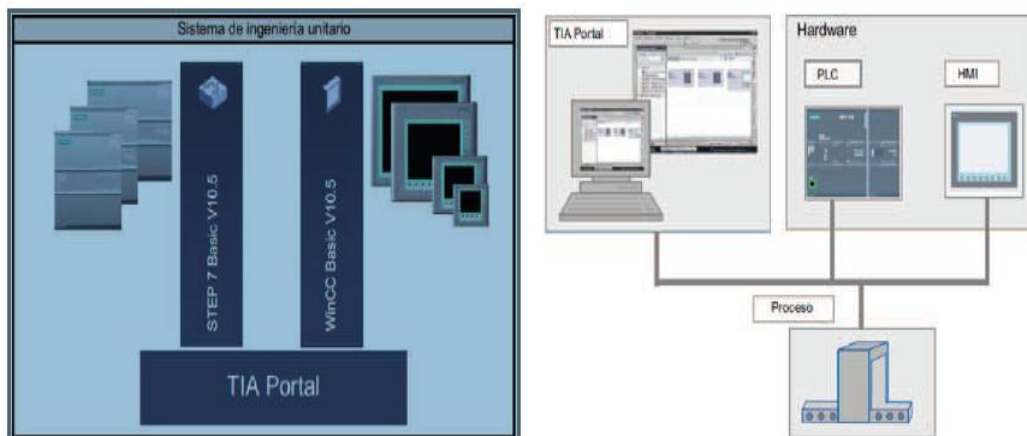 Sistema de ingeniería unitario
STEP 7 Basic V10.5
WinCC Basic V10.5
TIA Portal
TIA Portal
Hardware
PLC
HMI
Proceso